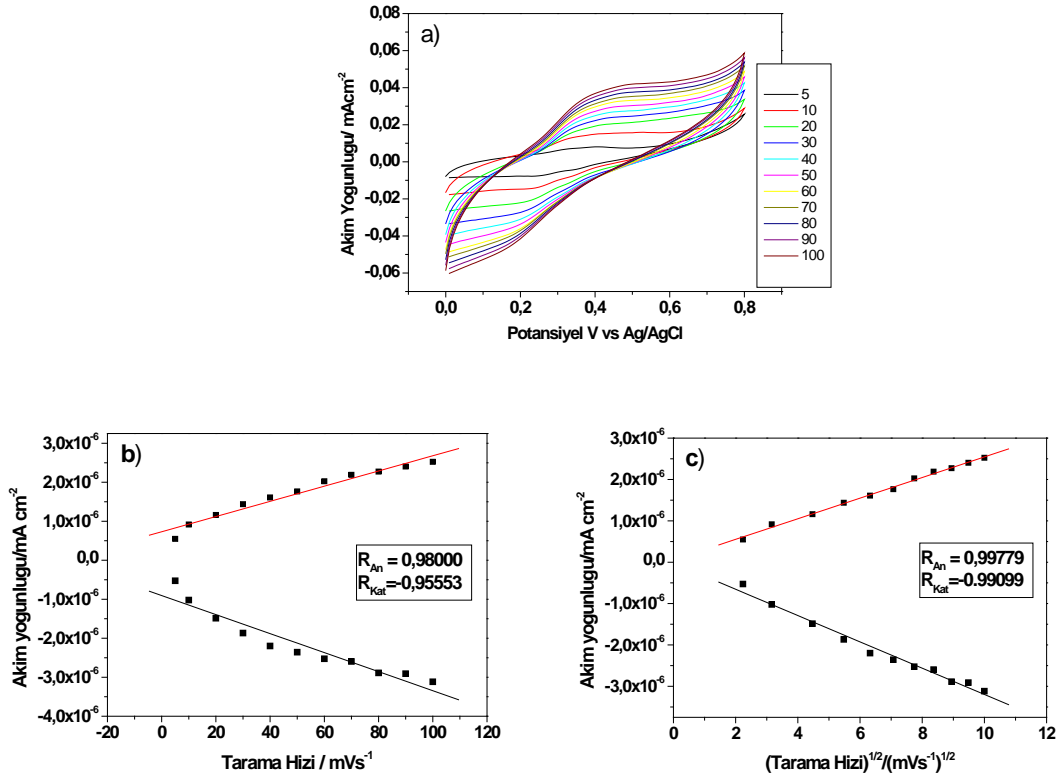 a)
0,08
0,06
0,04
0,02
0,00
-0,02
-0,04
-0,06
Akim Yogunlugu/ mAcm-2
0,0 0,2 0,4 0,6 0,8
Potansiyel V vs Ag/AgCl
5
10
20
30
40
50
60
70
80
90
100
b)
3,0x10-6
2,0x10-6
1,0x10-6
0,0
-1,0x10-6
-2,0x10-6
-3,0x10-6
-4,0x10-6
Akim yogunlugu/mA cm-2
RAn = 0,98000
RKat=-0,95553
-20 0 20 40 60 80 100 120
Tarama Hizi / mVs-1
c)
3,0x10-6
2,0x10-6
1,0x10-6
0,0
-1,0x10-6
-2,0x10-6
-3,0x10-6
Akim yogunlugu/mA cm-2
RAn = 0,99779
RKat=-0.99099
0 2 4 6 8 10 12
(Tarama Hizi)1/2/(mVs-1)1/2